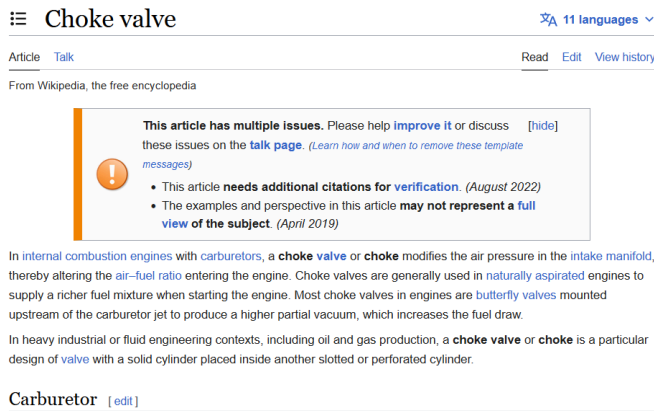 Choke valve
11 languages
Article Talk Read Edit View history
From Wikipedia, the free encyclopedia
This article has multiple issues. Please help improve it or discuss [hide]
these issues on the talk page. (Learn how and when to remove these template
messages)
• This article needs additional citations for verification. (August 2022)
• The examples and perspective in this article may not represent a full
view of the subject. (April 2019)
In internal combustion engines with carburetors, a choke valve or choke modifies the air pressure in the intake manifold,
thereby altering the air–fuel ratio entering the engine. Choke valves are generally used in naturally aspirated engines to
supply a richer fuel mixture when starting the engine. Most choke valves in engines are butterfly valves mounted
upstream of the carburetor jet to produce a higher partial vacuum, which increases the fuel draw.
In heavy industrial or fluid engineering contexts, including oil and gas production, a choke valve or choke is a particular
design of valve with a solid cylinder placed inside another slotted or perforated cylinder.
Carburetor [ edit ]